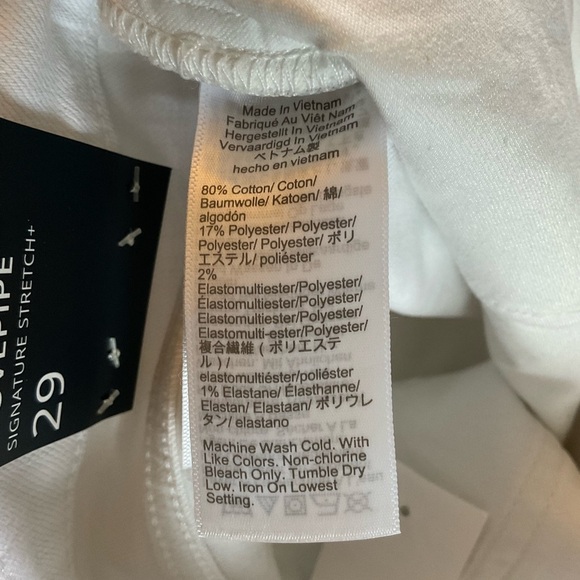 Made In Vietnam
Fabriqué Au Viêt Nam
Hergestellt In Vietnam
Vervaardigd In Vietnam
ベトナム製
hecho en vietnam
80% Cotton/ Coton/
Baumwolle/ Katoen/ 綿/
algodón
17% Polyester/ Polyester/
Polyester/ Polyester/ ポリ
エステル/ poliéster
2%
Elastomultiester/Polyester/
Élastomultiester/Polyester/
Elastomultiester/Polyester/
Elastomulti-ester/Polyester/
複合繊維（ポリエステ
ル）/
elastomultiéster/poliéster
1% Elastane/ Élasthanne/
Elastan/ Elastaan/ ポリウレ
タン/ elastano
Machine Wash Cold. With
Like Colors. Non-chlorine
Bleach Only. Tumble Dry
Low. Iron On Lowest
Setting.
SIGNATURE STRETCH+
29